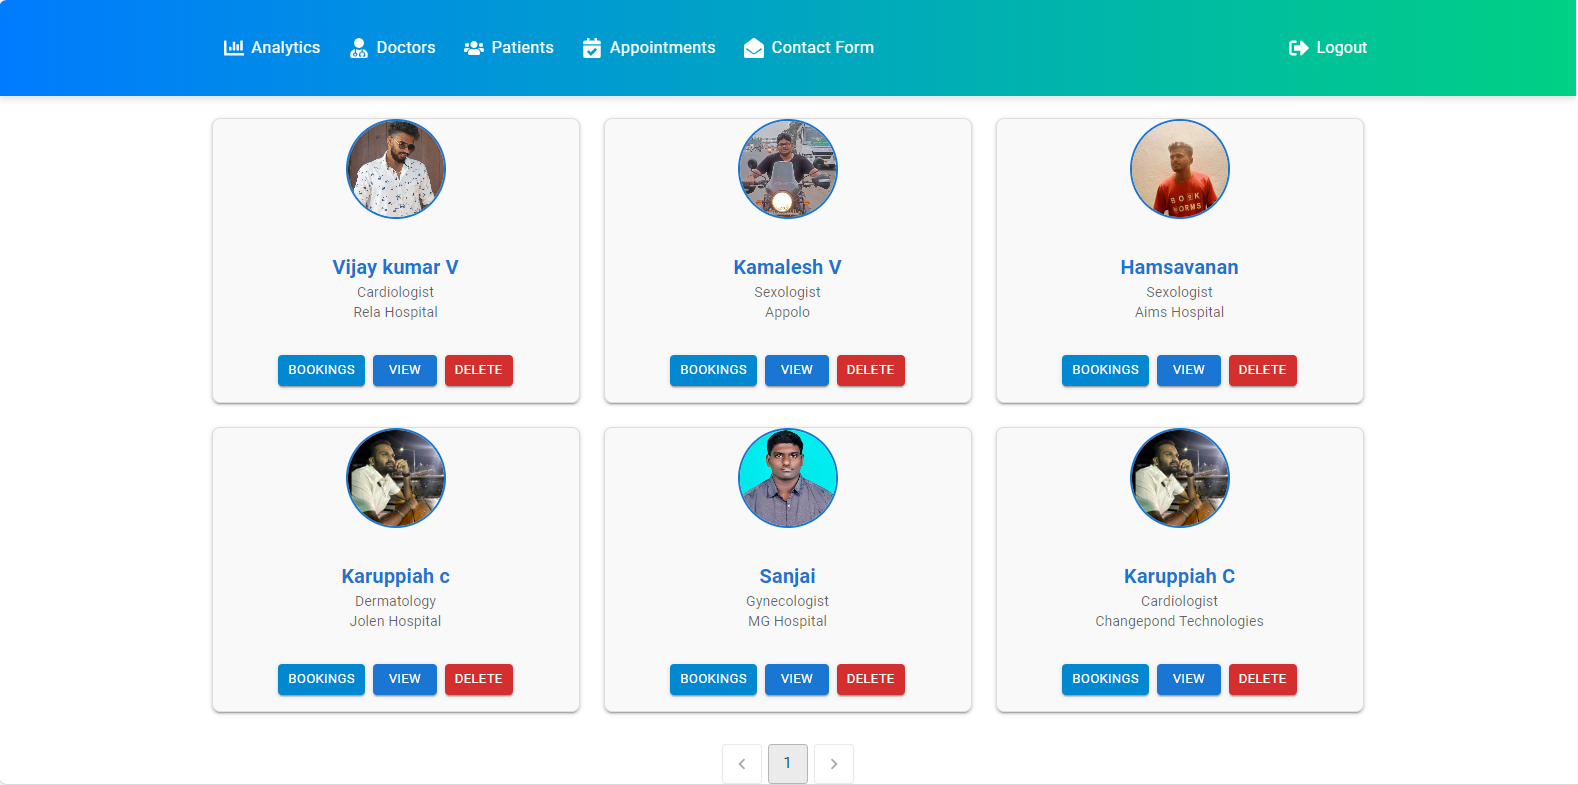 Analytics Doctors Patients Appointments Contact Form Logout
BOOK
WORMS
Vijay kumar V
Cardiologist
Rela Hospital
BOOKINGS VIEW DELETE
Kamalesh V
Sexologist
Appolo
BOOKINGS VIEW DELETE
Hamsavanan
Sexologist
Aims Hospital
BOOKINGS VIEW DELETE
Karuppiah c
Dermatology
Jolen Hospital
BOOKINGS VIEW DELETE
Sanjai
Gynecologist
MG Hospital
BOOKINGS VIEW DELETE
Karuppiah C
Cardiologist
Changepond Technologies
BOOKINGS VIEW DELETE
1